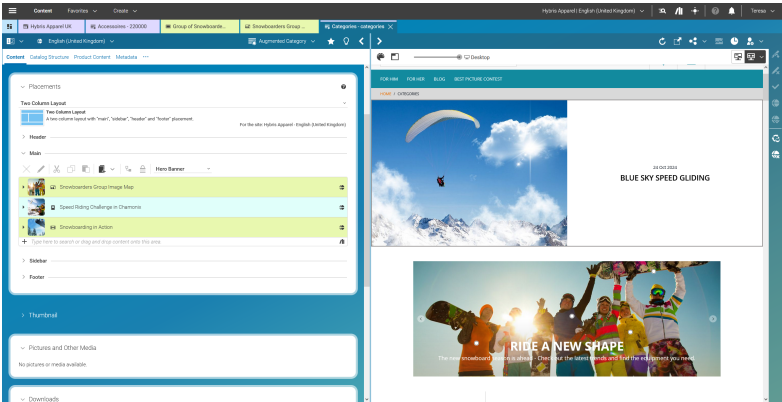 Content Favorites Create Hybris Apparel | English (United Kingdom) Teresa
Hybris Apparel UK Accessories - 220000 Group of Snowboarde... Snowboarders Group ... Categories - categories
English (United Kingdom) Augmented Category
Content Catalog Structure Product Content Metadata ...
Desktop
Placements
Two Column Layout
Two Column Layout
A two column layout with "main", "sidebar", "header" and "footer" placement.
For the site: Hybris Apparel - English (United Kingdom)
Header
Main
Hero Banner
Snowboarders Group Image Map
Speed Riding Challenge in Chamonix
Snowboarding in Action
Type here to search or drag and drop content onto this area.
Sidebar
Footer
Thumbnail
Pictures and Other Media
No pictures or media available.
Downloads
FOR HIM FOR HER BLOG BEST PICTURE CONTEST
HOME CATEGORIES
24 Oct 2024
BLUE SKY SPEED GLIDING
RIDE A NEW SHAPE
The new snowboard season is ahead - Check out the latest trends and find the equipment you need.